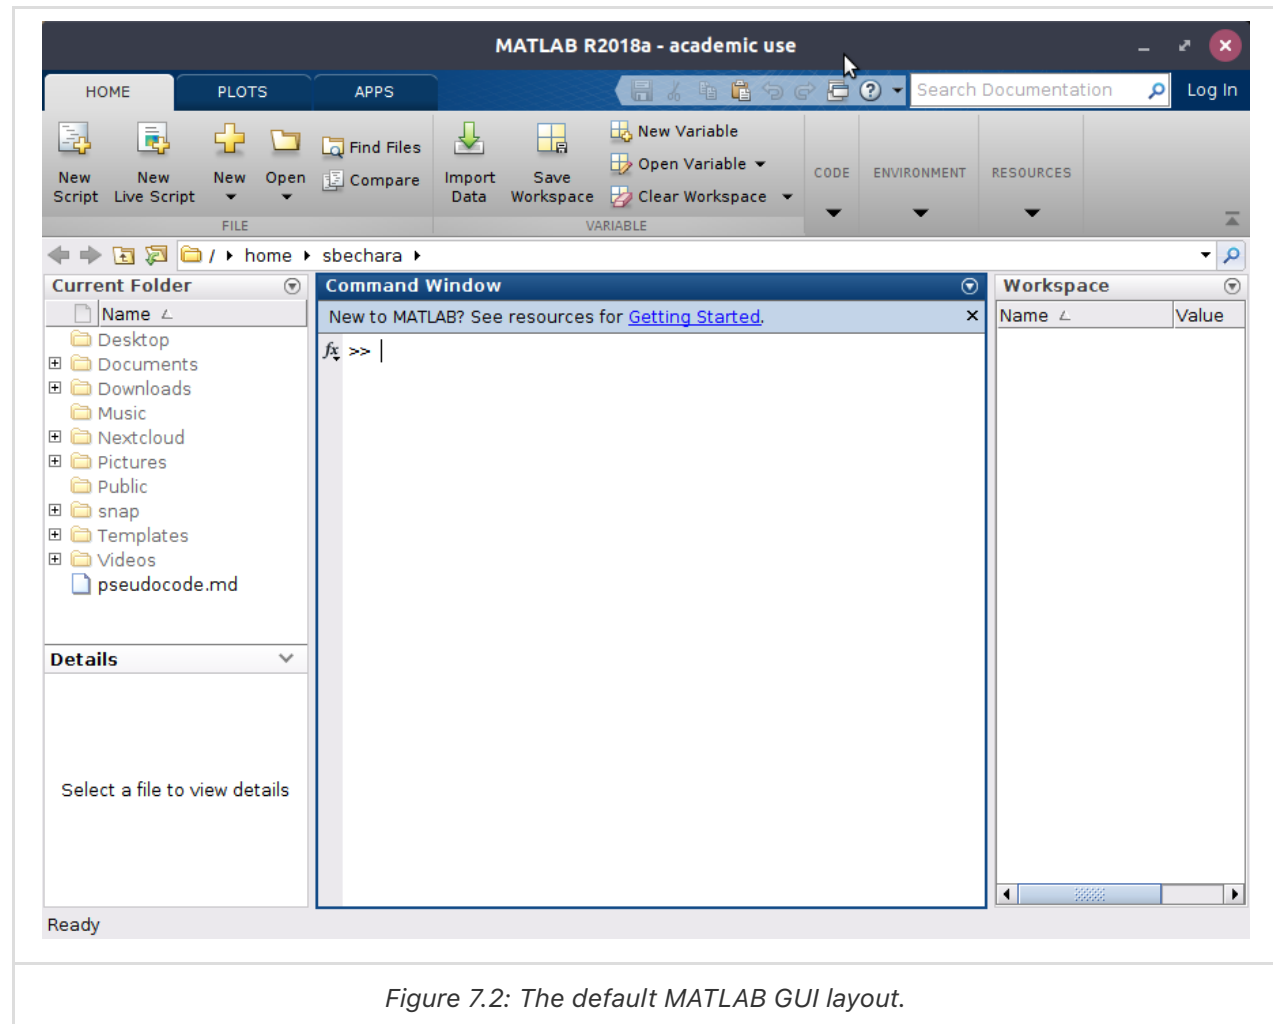 MATLAB R2018a - academic use
HOME PLOTS APPS Search Documentation Log In
New Script
New Live Script
New
Open
Find Files
Compare
Import Data
Save Workspace
New Variable
Open Variable
Clear Workspace
CODE ENVIRONMENT RESOURCES
FILE VARIABLE
/ home sbechara
Current Folder
Name
Desktop
Documents
Downloads
Music
Nextcloud
Pictures
Public
snap
Templates
Videos
pseudocode.md
Details
Select a file to view details
Command Window
New to MATLAB? See resources for Getting Started.
fx >>
Workspace
Name Value
Ready
Figure 7.2: The default MATLAB GUI layout.